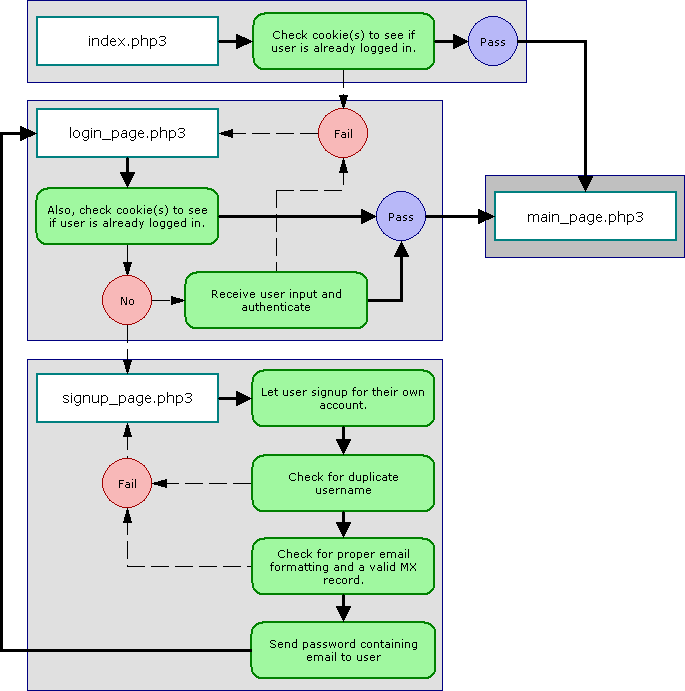 index.php3
Check cookie(s) to see if
user is already logged in.
Pass
login_page.php3
Fail
Also, check cookie(s) to see
if user is already logged in.
Pass
main_page.php3
No
Receive user input and
authenticate
signup_page.php3
Let user signup for their own
account.
Fail
Check for duplicate
username
Check for proper email
formatting and a valid MX
record.
Send password containing
email to user